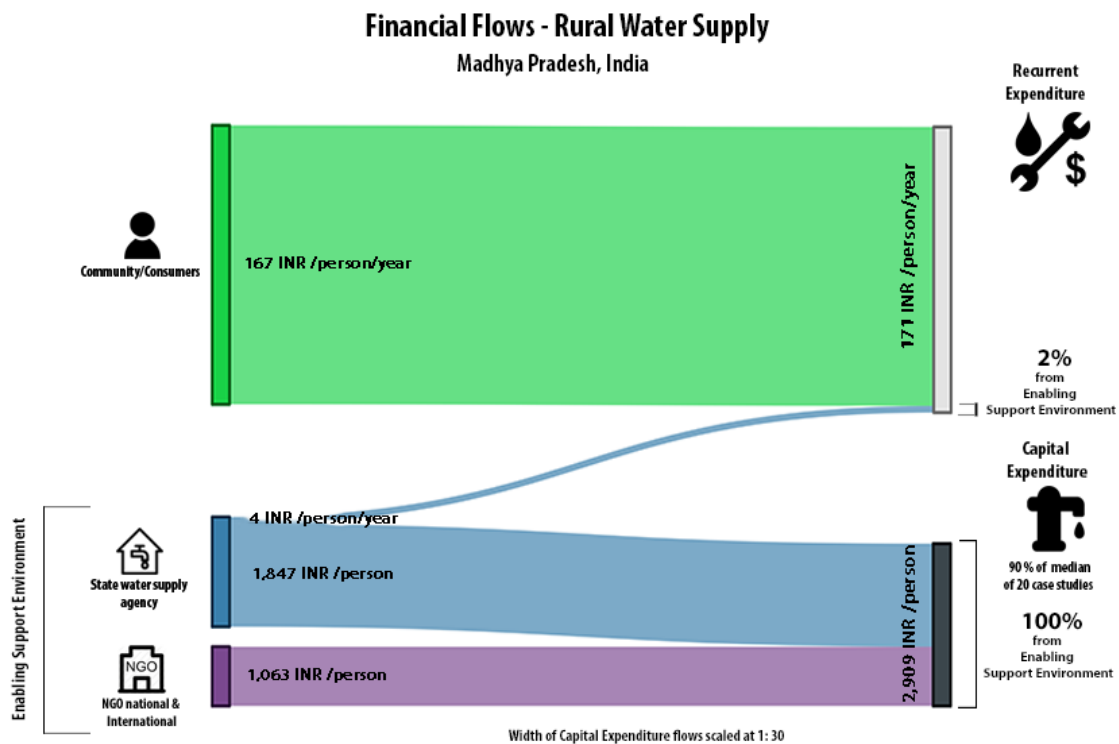 Financial Flows - Rural Water Supply
Madhya Pradesh, India
Recurrent
Expenditure
$
171 INR /person/year
Community/Consumers
167 INR /person/year
2%
from
Enabling
Support Environment
Capital
Expenditure
90 % of median
of 20 case studies
100%
from
Enabling
Support Environment
2,909 INR /person
Enabling Support Environment
4 INR /person/year
State water supply
agency
1,847 INR /person
NGO
NGO national &
International
1,063 INR /person
Width of Capital Expenditure flows scaled at 1: 30